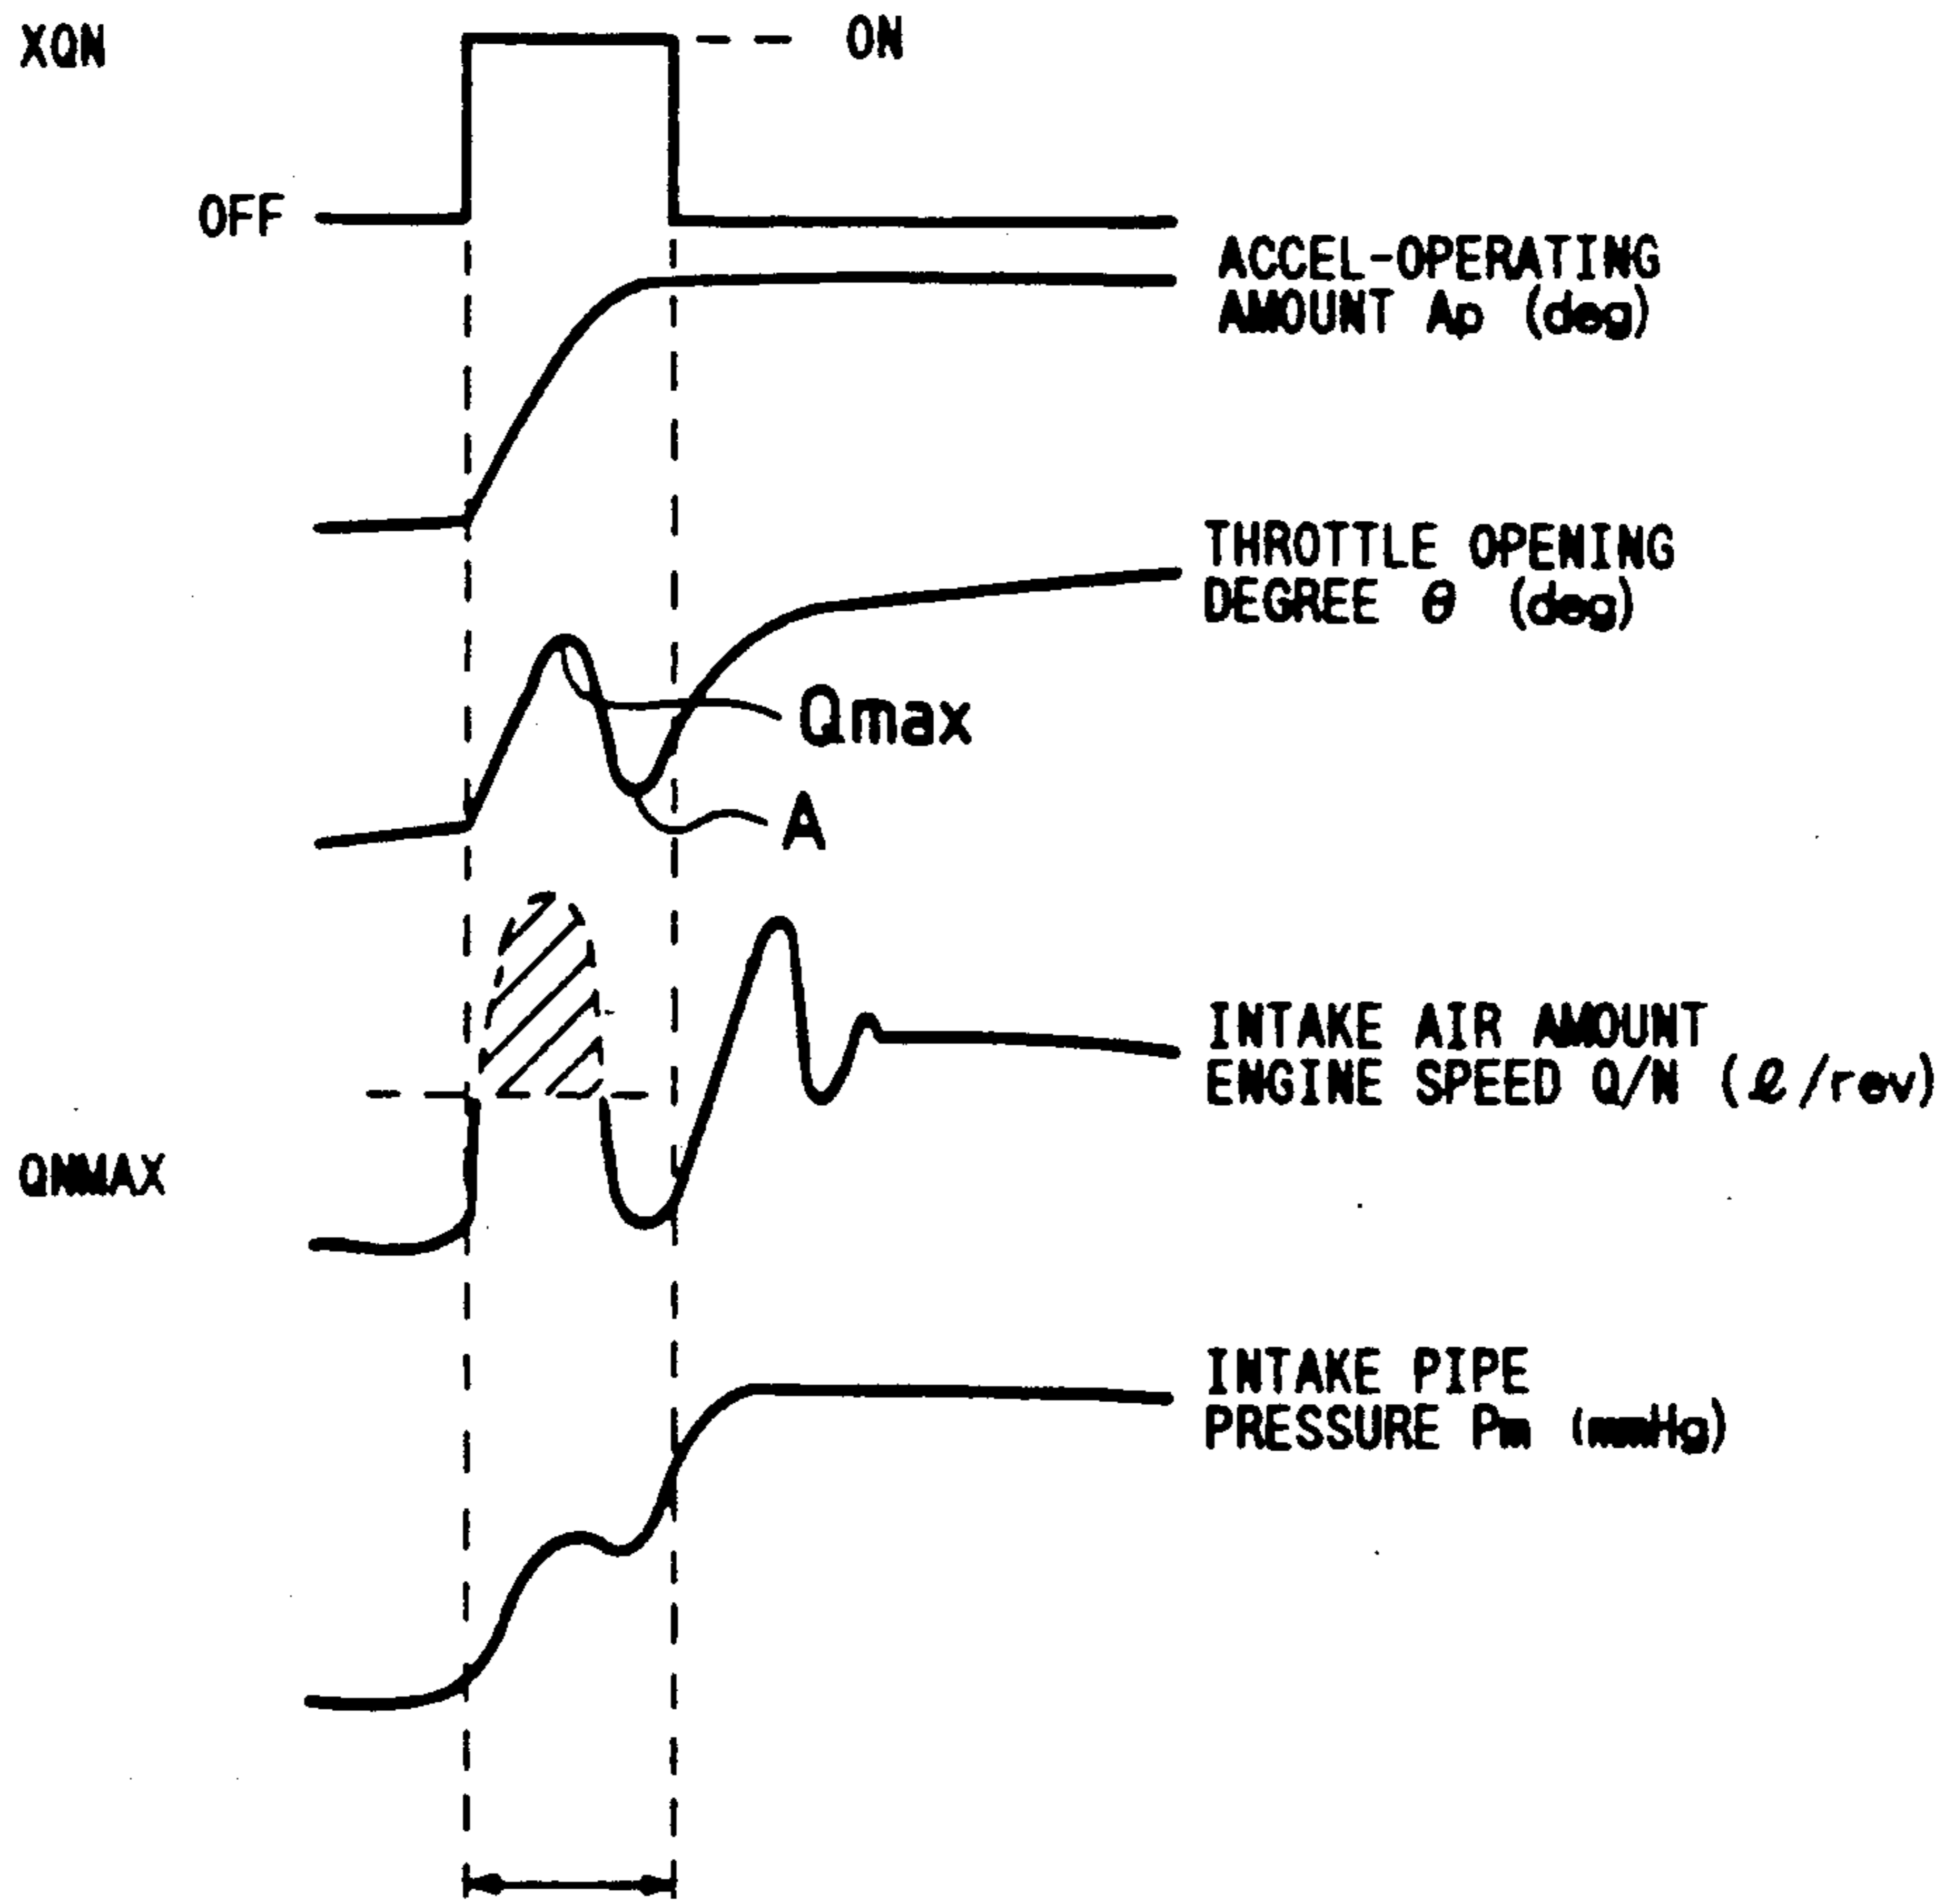 XQN
ON
OFF
ACCEL-OPERATING
AMOUNT Ap (deg)
THROTTLE OPENING
DEGREE θ (deg)
Qmax
A
INTAKE AIR AMOUNT
ENGINE SPEED Q/N (ℓ/rev)
QNMAX
INTAKE PIPE
PRESSURE Pm (mmHg)